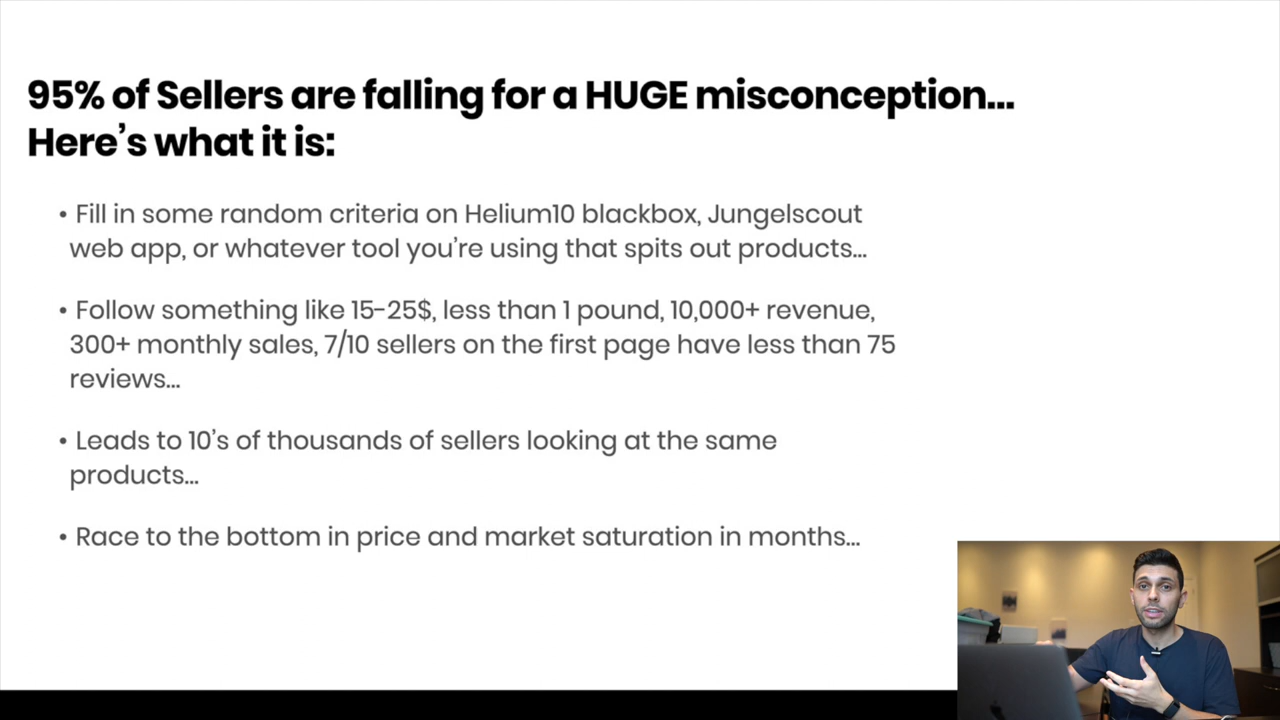 95% of Sellers are falling for a HUGE misconception...
Here's what it is:
• Fill in some random criteria on Helium10 blackbox, Jungelscout
web app, or whatever tool you're using that spits out products...
• Follow something like 15-25$, less than 1 pound, 10,000+ revenue,
300+ monthly sales, 7/10 sellers on the first page have less than 75
reviews...
• Leads to 10's of thousands of sellers looking at the same
products...
• Race to the bottom in price and market saturation in months...